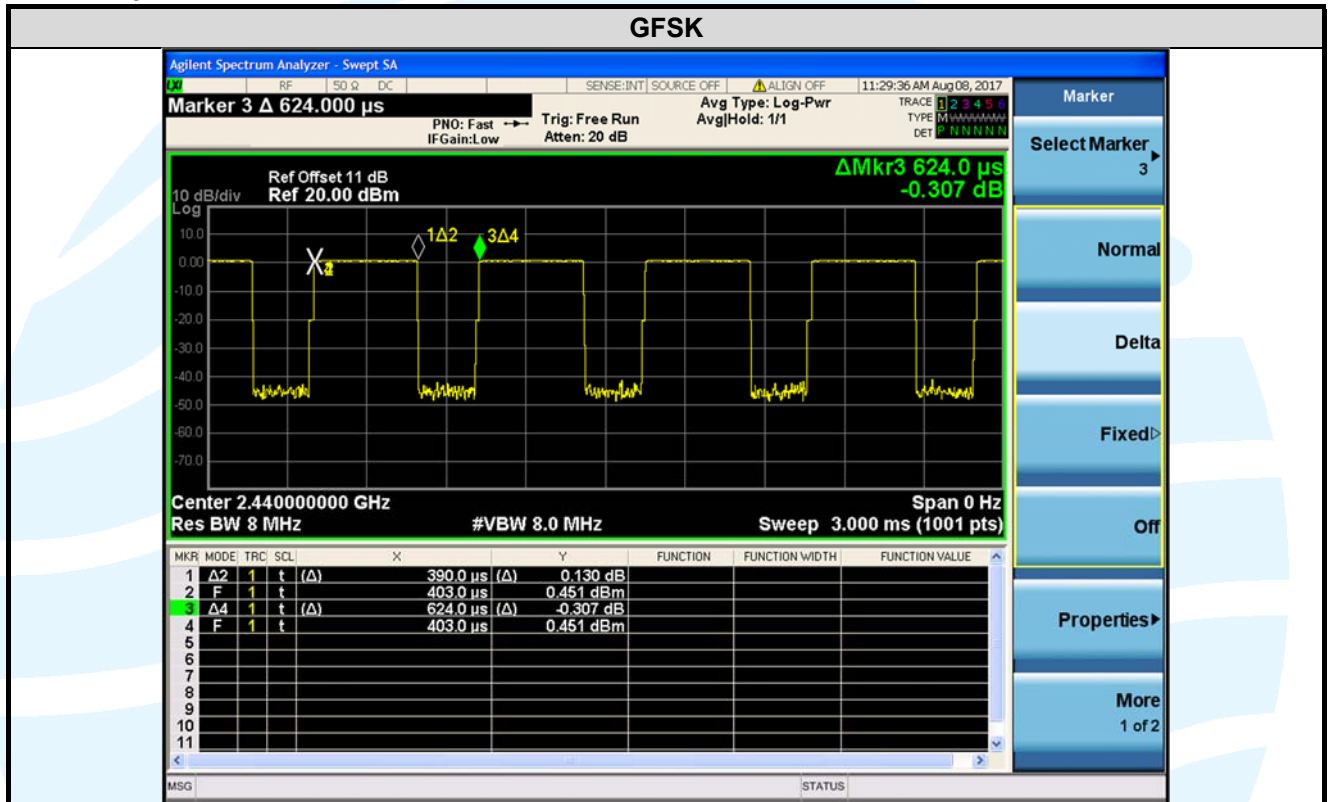 GFSK
Agilent Spectrum Analyzer - Swept SA
LXI RF 50 Ω DC SENSE:INT SOURCE OFF ALIGN OFF 11:29:36 AM Aug 08, 2017
Marker 3 Δ 624.000 µs
PNO: Fast
IFGain:Low
Trig: Free Run
Atten: 20 dB
Avg Type: Log-Pwr
Avg|Hold: 1/1
TRACE 1 2 3 4 5 6
TYPE M
DET P N N N N N
ΔMkr3 624.0 µs
-0.307 dB
Ref Offset 11 dB
10 dB/div Ref 20.00 dBm
Log
10.0
0.00
-10.0
-20.0
-30.0
-40.0
-50.0
-60.0
-70.0
1Δ2
3Δ4
Center 2.440000000 GHz Span 0 Hz
Res BW 8 MHz #VBW 8.0 MHz Sweep 3.000 ms (1001 pts)
MKR MODE TRC SCL X Y FUNCTION FUNCTION WIDTH FUNCTION VALUE
1 Δ2 1 t (Δ) 390.0 µs (Δ) 0.130 dB
2 F 1 t 403.0 µs 0.451 dBm
3 Δ4 1 t (Δ) 624.0 µs (Δ) -0.307 dB
4 F 1 t 403.0 µs 0.451 dBm
5
6
7
8
9
10
11
MSG STATUS
Marker
Select Marker
3
Normal
Delta
Fixed
Off
Properties
More
1 of 2